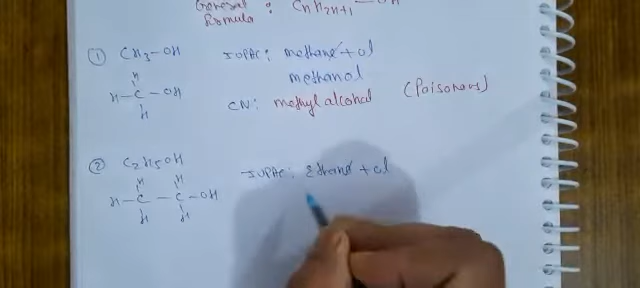 General
Formula : CnH2n+1 - OH
① CH3-OH IUPAC: methane + ol
methanol
H
H-C-OH
H
CN: methyl alcohol (Poisonous)
② C2H5OH
IUPAC: Ethane + ol
H H
H-C-C-OH
H H